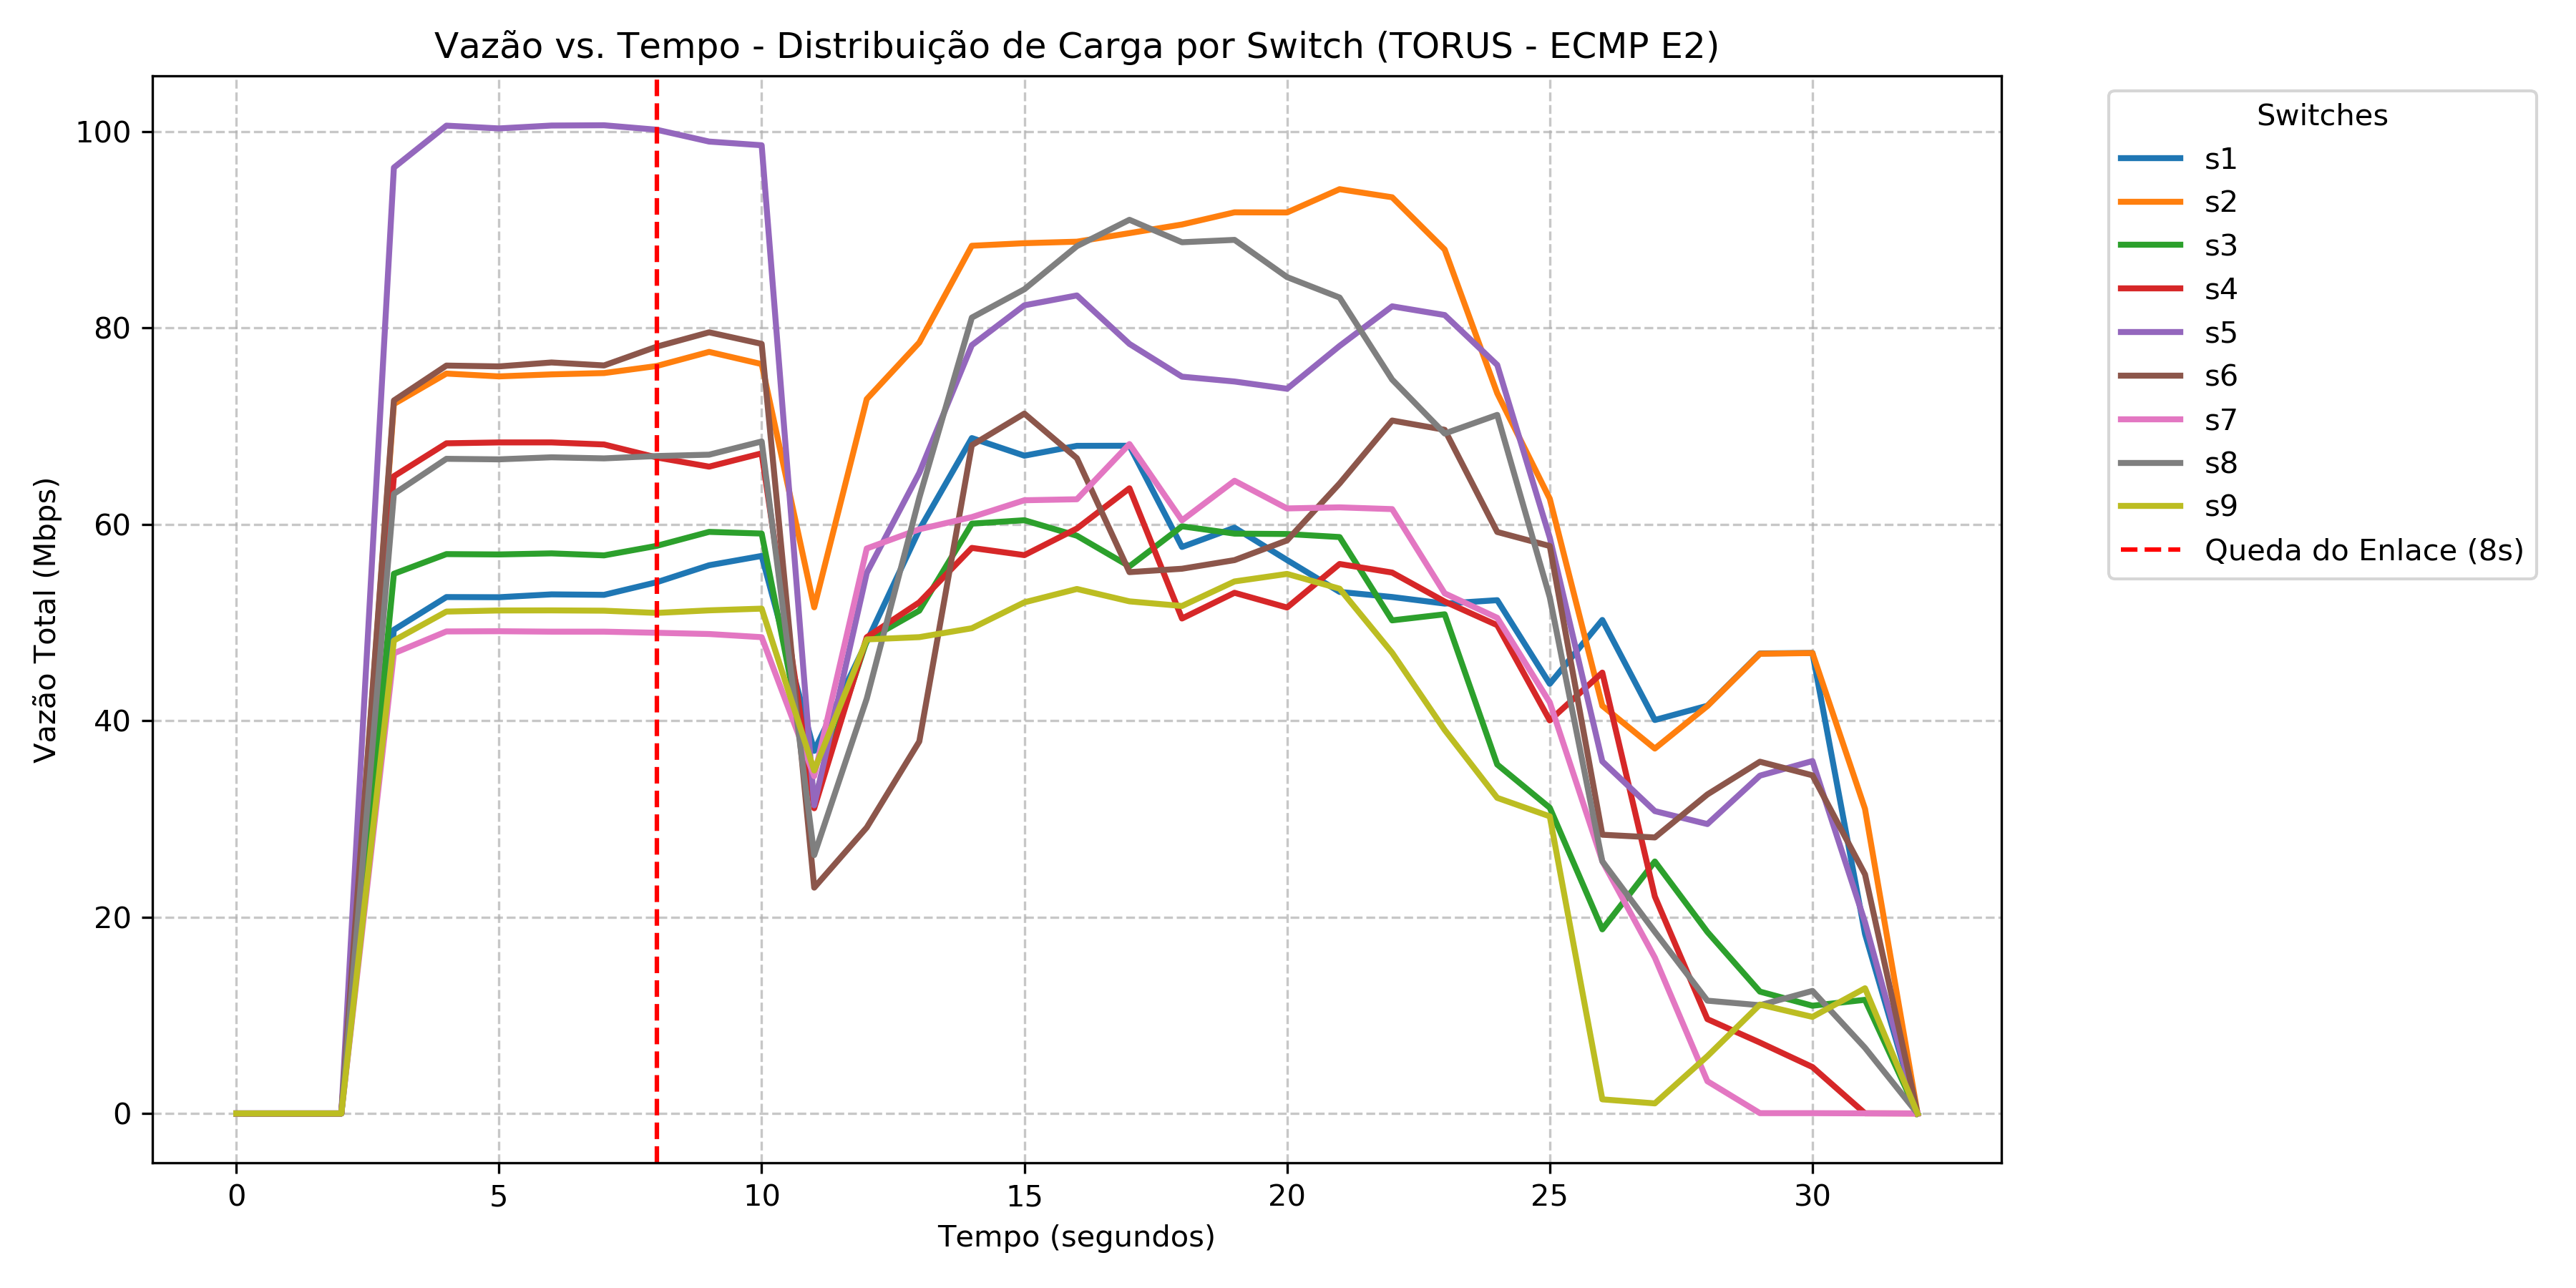 Vazão vs. Tempo - Distribuição de Carga por Switch (TORUS - ECMP E2)
Vazão Total (Mbps)
100
80
60
40
20
0
0 5 10 15 20 25 30
Tempo (segundos)
Switches
s1
s2
s3
s4
s5
s6
s7
s8
s9
Queda do Enlace (8s)